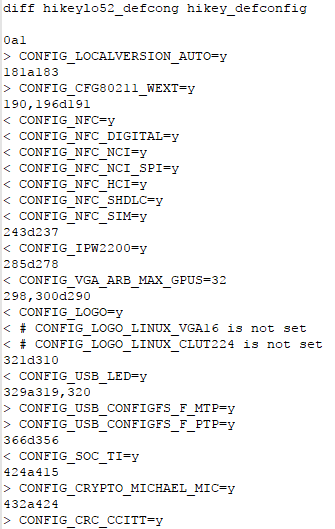 diff hikeylo52_defcong hikey_defconfig
0a1
> CONFIG_LOCALVERSION_AUTO=y
181a183
> CONFIG_CFG80211_WEXT=y
190,196d191
< CONFIG_NFC=y
< CONFIG_NFC_DIGITAL=y
< CONFIG_NFC_NCI=y
< CONFIG_NFC_NCI_SPI=y
< CONFIG_NFC_HCI=y
< CONFIG_NFC_SHDLC=y
< CONFIG_NFC_SIM=y
243d237
< CONFIG_IPW2200=y
285d278
< CONFIG_VGA_ARB_MAX_GPUS=32
298,300d290
< CONFIG_LOGO=y
< # CONFIG_LOGO_LINUX_VGA16 is not set
< # CONFIG_LOGO_LINUX_CLUT224 is not set
321d310
< CONFIG_USB_LED=y
329a319,320
> CONFIG_USB_CONFIGFS_F_MTP=y
> CONFIG_USB_CONFIGFS_F_PTP=y
366d356
< CONFIG_SOC_TI=y
424a415
> CONFIG_CRYPTO_MICHAEL_MIC=y
432a424
> CONFIG_CRC_CCITT=y